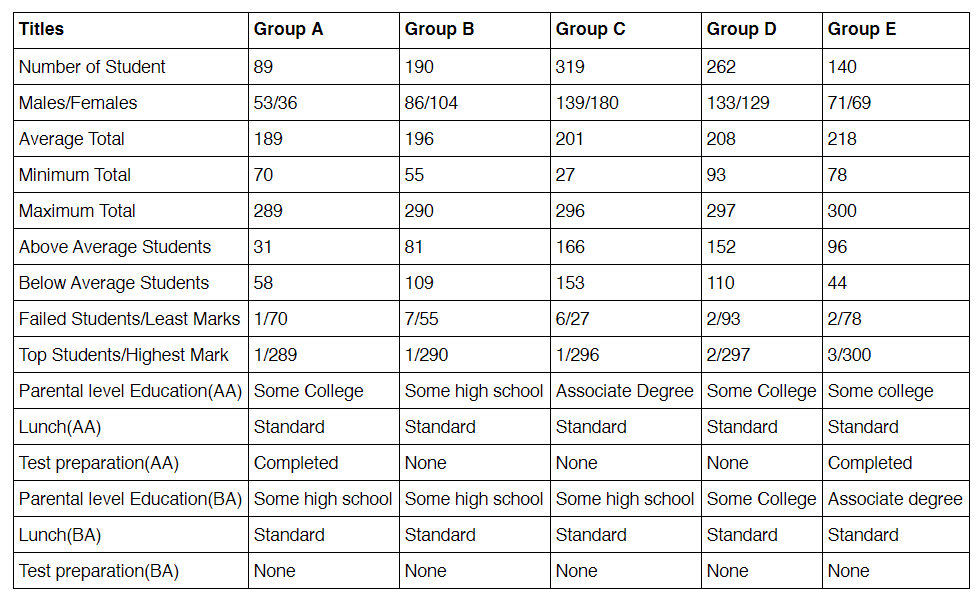 Titles Group A Group B Group C Group D Group E
Number of Student 89 190 319 262 140
Males/Females 53/36 86/104 139/180 133/129 71/69
Average Total 189 196 201 208 218
Minimum Total 70 55 27 93 78
Maximum Total 289 290 296 297 300
Above Average Students 31 81 166 152 96
Below Average Students 58 109 153 110 44
Failed Students/Least Marks 1/70 7/55 6/27 2/93 2/78
Top Students/Highest Mark 1/289 1/290 1/296 2/297 3/300
Parental level Education(AA) Some College Some high school Associate Degree Some College Some college
Lunch(AA) Standard Standard Standard Standard Standard
Test preparation(AA) Completed None None None Completed
Parental level Education(BA) Some high school Some high school Some high school Some College Associate degree
Lunch(BA) Standard Standard Standard Standard Standard
Test preparation(BA) None None None None None